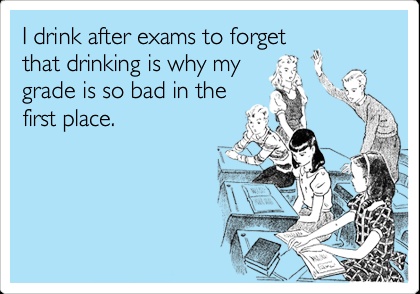 I drink after exams to forget
that drinking is why my
grade is so bad in the
first place.